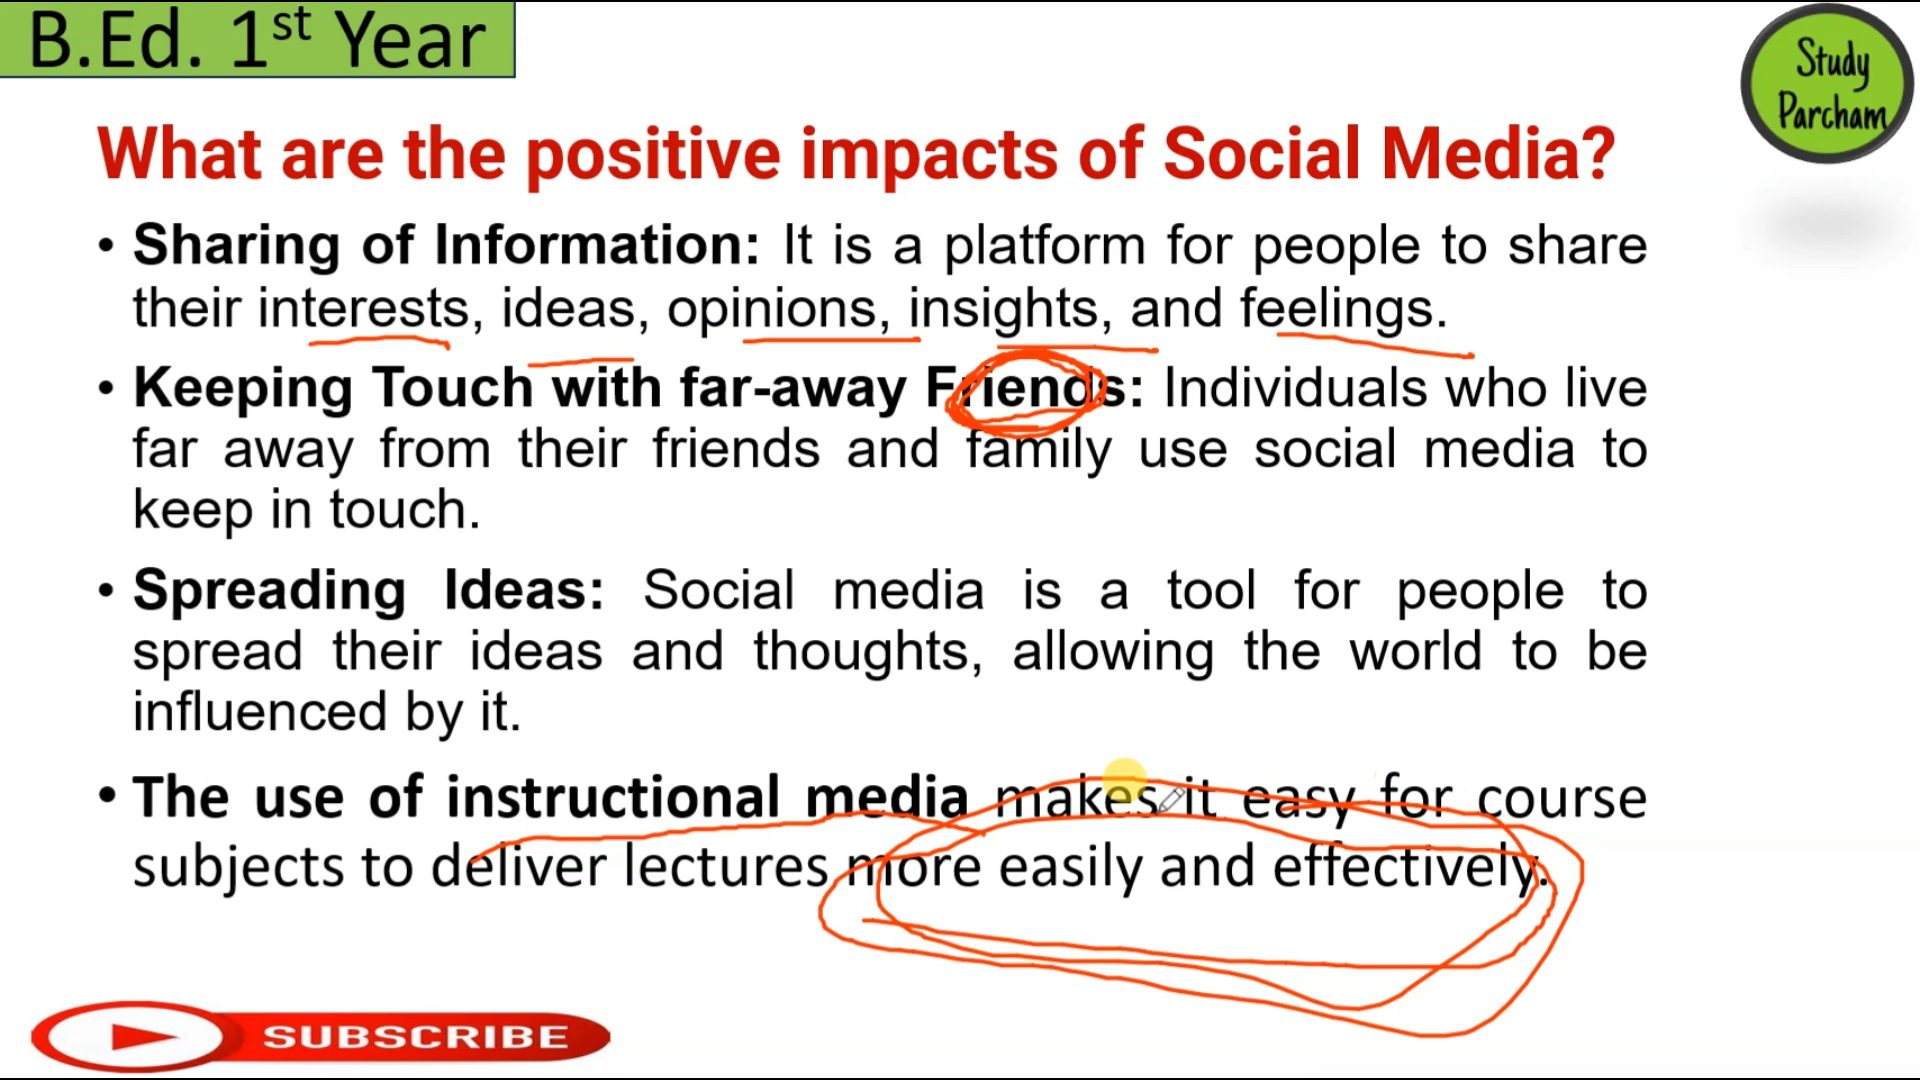 B.Ed. 1st Year
Study
Parcham
What are the positive impacts of Social Media?
• Sharing of Information: It is a platform for people to share
their interests, ideas, opinions, insights, and feelings.
• Keeping Touch with far-away Friends: Individuals who live
far away from their friends and family use social media to
keep in touch.
• Spreading Ideas: Social media is a tool for people to
spread their ideas and thoughts, allowing the world to be
influenced by it.
• The use of instructional media makes it easy for course
subjects to deliver lectures more easily and effectively.
SUBSCRIBE